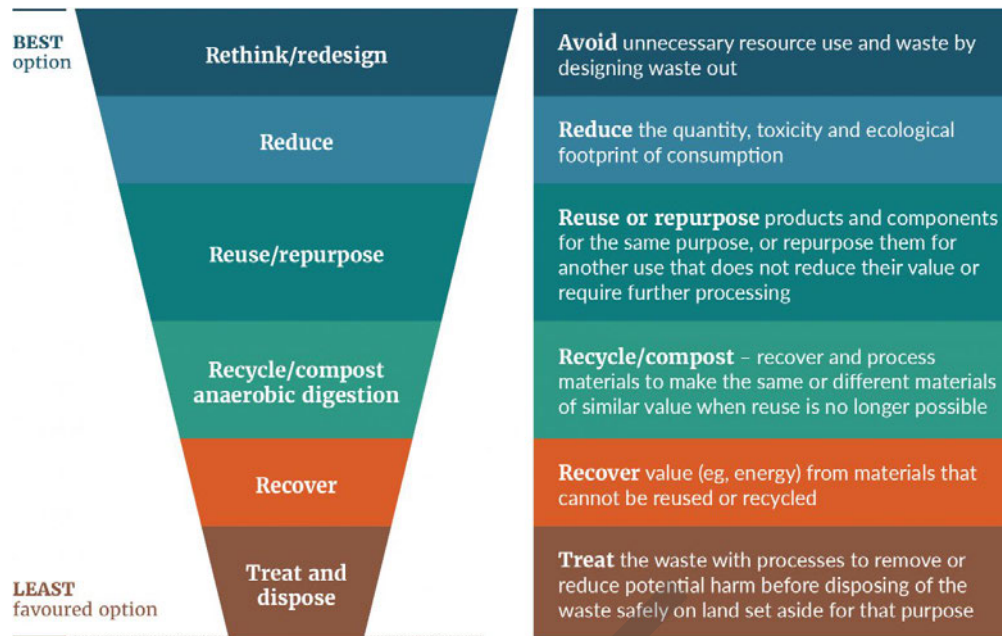 BEST
option
Rethink/redesign
Avoid unnecessary resource use and waste by
designing waste out
Reduce
Reduce the quantity, toxicity and ecological
footprint of consumption
Reuse/repurpose
Reuse or repurpose products and components
for the same purpose, or repurpose them for
another use that does not reduce their value or
require further processing
Recycle/compost
anaerobic digestion
Recycle/compost – recover and process
materials to make the same or different materials
of similar value when reuse is no longer possible
Recover
Recover value (eg, energy) from materials that
cannot be reused or recycled
LEAST
favoured option
Treat and
dispose
Treat the waste with processes to remove or
reduce potential harm before disposing of the
waste safely on land set aside for that purpose